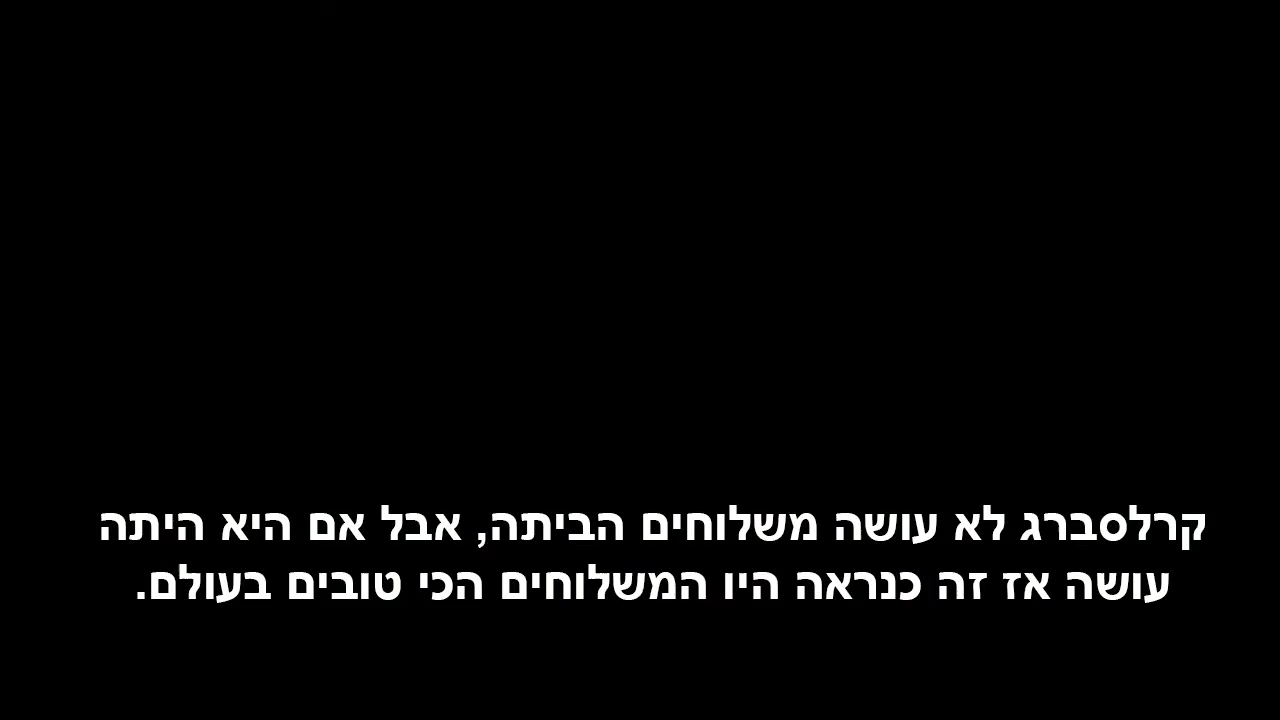 קרלסברג לא עושה משלוחים הביתה, אבל אם היא היתה
עושה אז זה כנראה היו המשלוחים הכי טובים בעולם.